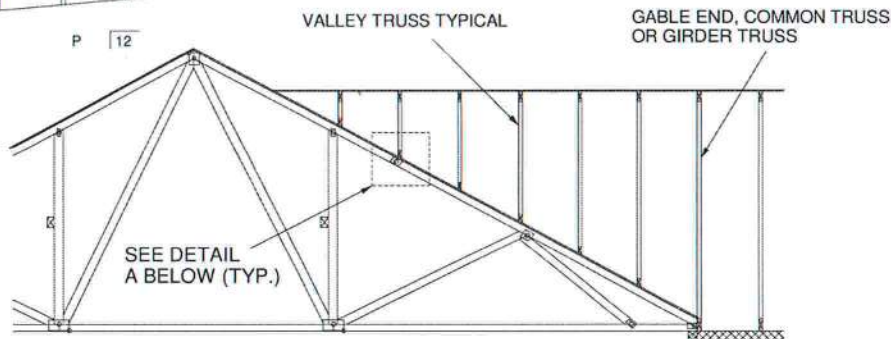 VALLEY TRUSS TYPICAL
GABLE END, COMMON TRUSS
OR GIRDER TRUSS
P 12
SEE DETAIL
A BELOW (TYP.)